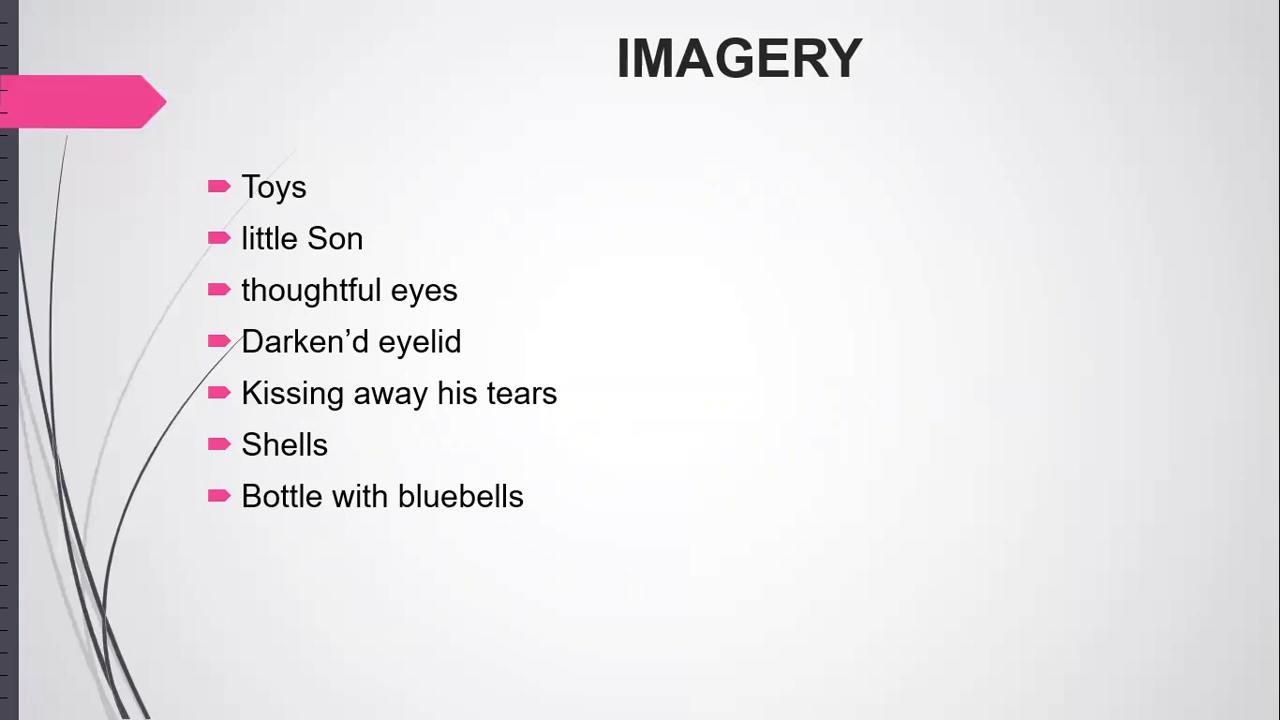 IMAGERY
Toys
little Son
thoughtful eyes
Darken’d eyelid
Kissing away his tears
Shells
Bottle with bluebells